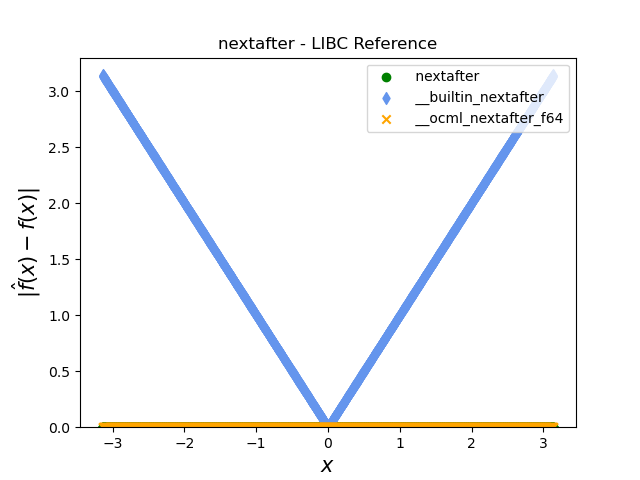 nextafter - LIBC Reference
nextafter
__builtin_nextafter
__ocml_nextafter_f64
|f̂(x) − f(x)|
3.0
2.5
2.0
1.5
1.0
0.5
0.0
−3 −2 −1 0 1 2 3
x